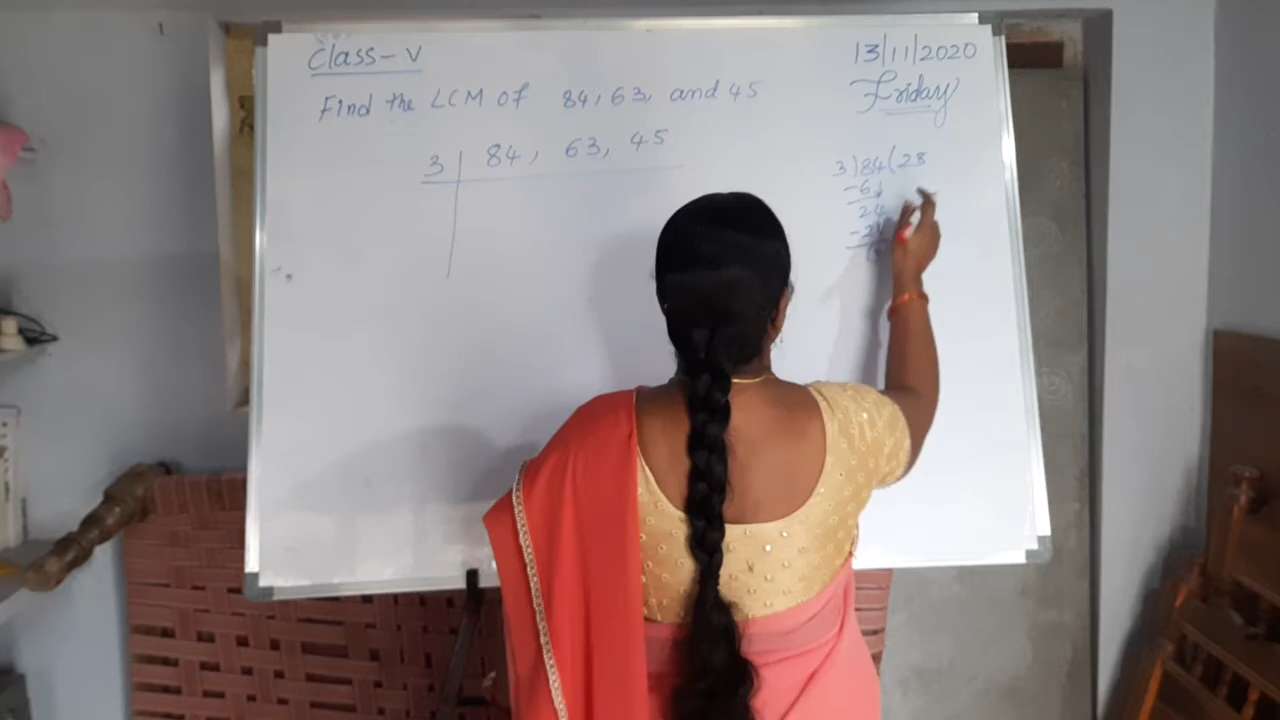 Class - V
13/11/2020
Friday
Find the LCM of 84, 63, and 45
3 | 84, 63, 45
3 ) 84 ( 28
-6↓
24